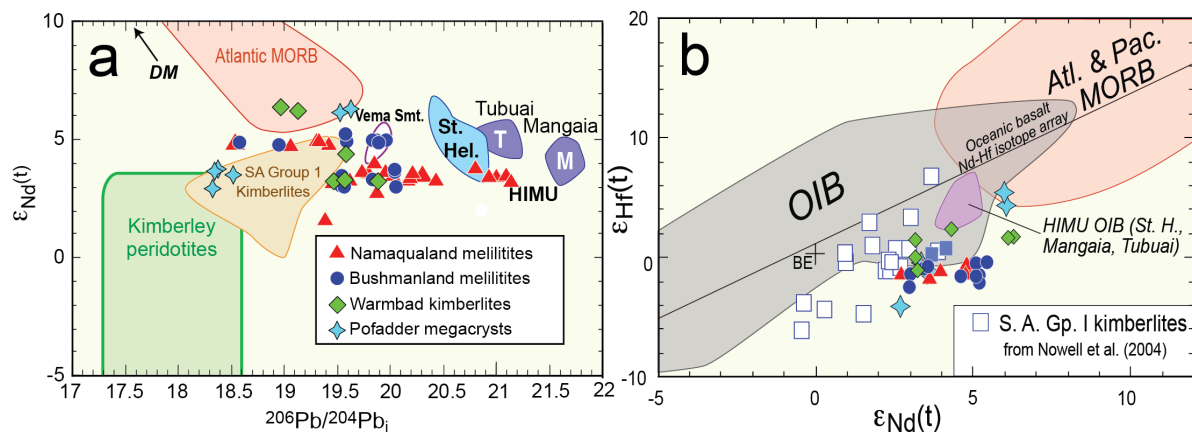 a
10
5
0
–5
εNd(t)
DM
Atlantic MORB
Vema Smt.
St.
Hel.
Tubuai
T
Mangaia
M
HIMU
SA Group 1
Kimberlites
Kimberley
peridotites
Namaqualand melilitites
Bushmanland melilitites
Warmbad kimberlites
Pofadder megacrysts
17 17.5 18 18.5 19 19.5 20 20.5 21 21.5 22
206Pb/204Pbi
b
20
10
0
-10
εHf(t)
Atl. & Pac.
MORB
Oceanic basalt
Nd-Hf isotope array
OIB
BE
HIMU OIB (St. H.,
Mangaia, Tubuai)
S. A. Gp. I kimberlites
from Nowell et al. (2004)
-5 0 5 10
εNd(t)